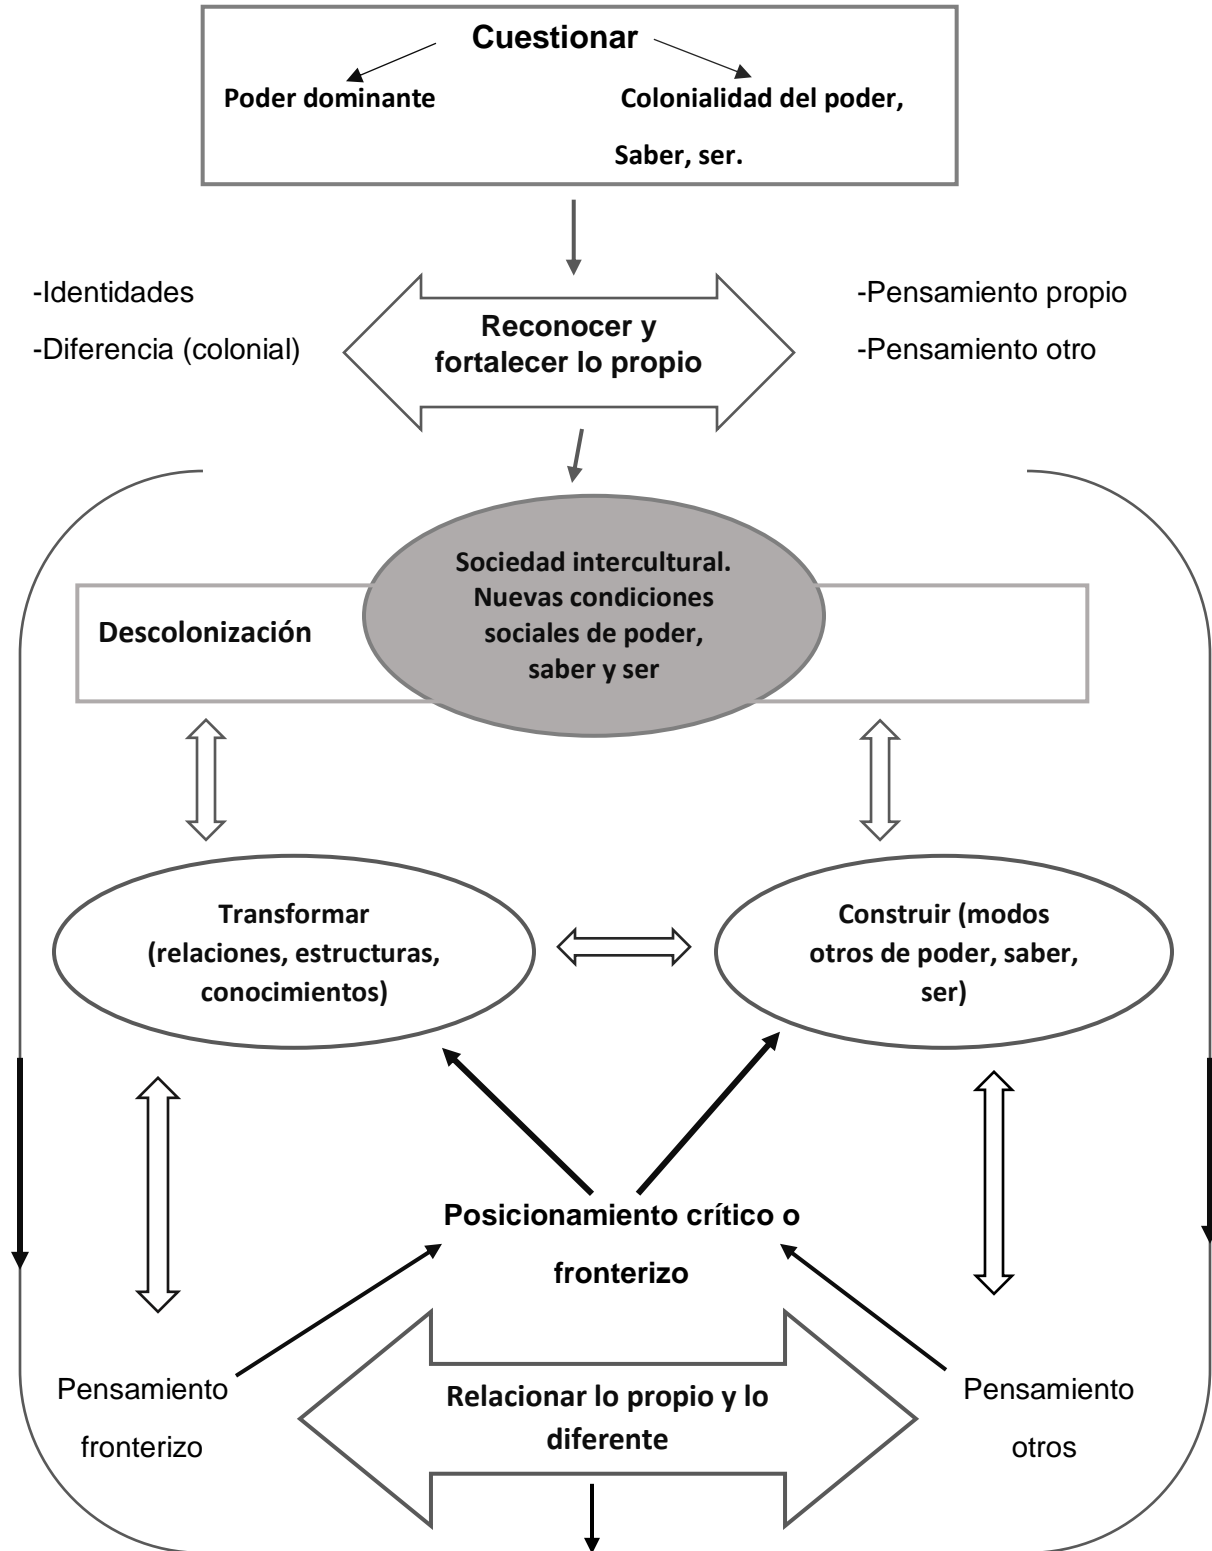 Cuestionar
Poder dominante
Colonialidad del poder,
Saber, ser.
-Identidades
-Diferencia (colonial)
Reconocer y
fortalecer lo propio
-Pensamiento propio
-Pensamiento otro
Sociedad intercultural.
Nuevas condiciones
sociales de poder,
saber y ser
Descolonización
Transformar
(relaciones, estructuras,
conocimientos)
Construir (modos
otros de poder, saber,
ser)
Posicionamiento crítico o
fronterizo
Pensamiento
fronterizo
Relacionar lo propio y lo
diferente
Pensamiento
otros